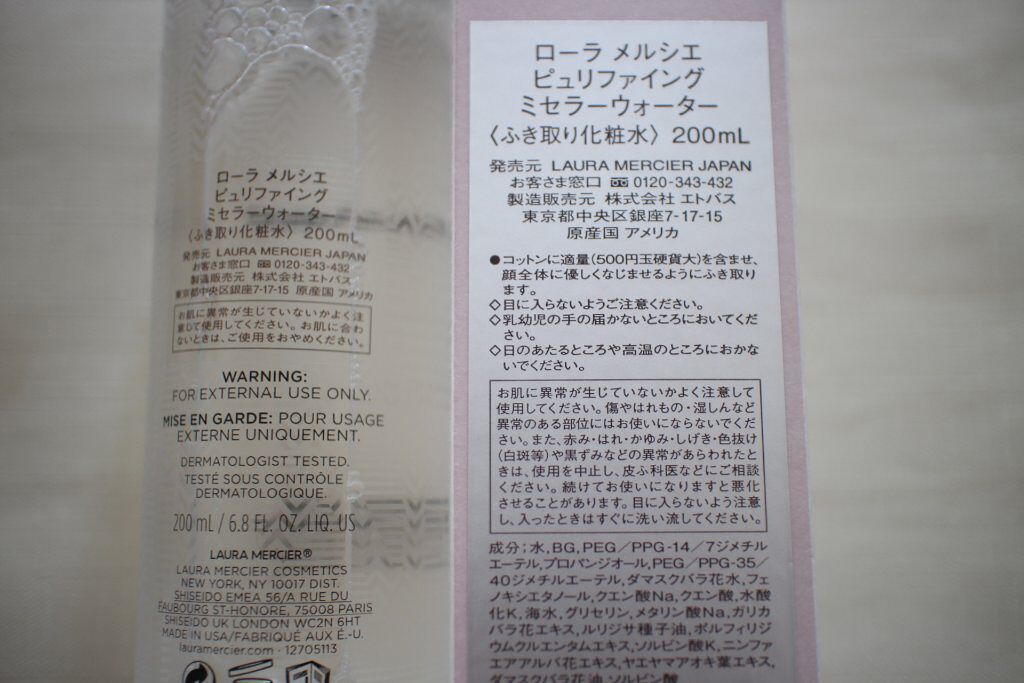 ローラ メルシエ
ピュリファイング
ミセラーウォーター
〈ふき取り化粧水〉 200mL
発売元 LAURA MERCIER JAPAN
お客さま窓口 0120-343-432
製造販売元 株式会社 エトバス
東京都中央区銀座7-17-15 原産国 アメリカ
お肌に異常が生じていないかよく注
意して使用してください。お肌に合わ
ないときは、ご使用をおやめください。
WARNING:
FOR EXTERNAL USE ONLY.
MISE EN GARDE: POUR USAGE
EXTERNE UNIQUEMENT.
DERMATOLOGIST TESTED.
TESTÉ SOUS CONTRÔLE
DERMATOLOGIQUE.
200 mL / 6.8 FL. OZ. LIQ. US
LAURA MERCIER®
LAURA MERCIER COSMETICS
NEW YORK, NY 10017 DIST.
SHISEIDO EMEA 56/A RUE DU
FAUBOURG ST-HONORE, 75008 PARIS
SHISEIDO UK LONDON WC2N 6HT
MADE IN USA/FABRIQUÉ AUX É.-U.
lauramercier.com · 12705113
ローラ メルシエ
ピュリファイング
ミセラーウォーター
〈ふき取り化粧水〉 200mL
発売元 LAURA MERCIER JAPAN
お客さま窓口 0120-343-432
製造販売元 株式会社 エトバス
東京都中央区銀座7-17-15
原産国 アメリカ
●コットンに適量(500円玉硬貨大)を含ませ、
顔全体に優しくなじませるようにふき取り
ます。
◇目に入らないようご注意ください。
◇乳幼児の手の届かないところにおいてくだ
さい。
◇日のあたるところや高温のところにおかな
いでください。
お肌に異常が生じていないかよく注意して
使用してください。傷やはれもの・湿しんなど
異常のある部位にはお使いにならないでくだ
さい。また、赤み・はれ・かゆみ・しげき・色抜け
(白斑等)や黒ずみなどの異常があらわれたと
きは、使用を中止し、皮ふ科医などにご相談
ください。続けてお使いになりますと悪化
させることがあります。目に入らないよう注意
し、入ったときはすぐに洗い流してください。
成分;水,BG,PEG/PPG-14/7ジメチル
エーテル,プロパンジオール,PEG/PPG-35/
40ジメチルエーテル,ダマスクバラ花水,フェ
ノキシエタノール,クエン酸Na,クエン酸,水酸
化K,海水,グリセリン,メタリン酸Na,ガリカ
バラ花エキス,ルリジサ種子油,ポルフィリジ
ウムクルエンタムエキス,ソルビン酸K,ニンファ
エアアルバ花エキス,ヤエヤマアオキ葉エキス,
ダマスクバラ花油,ソルビン酸